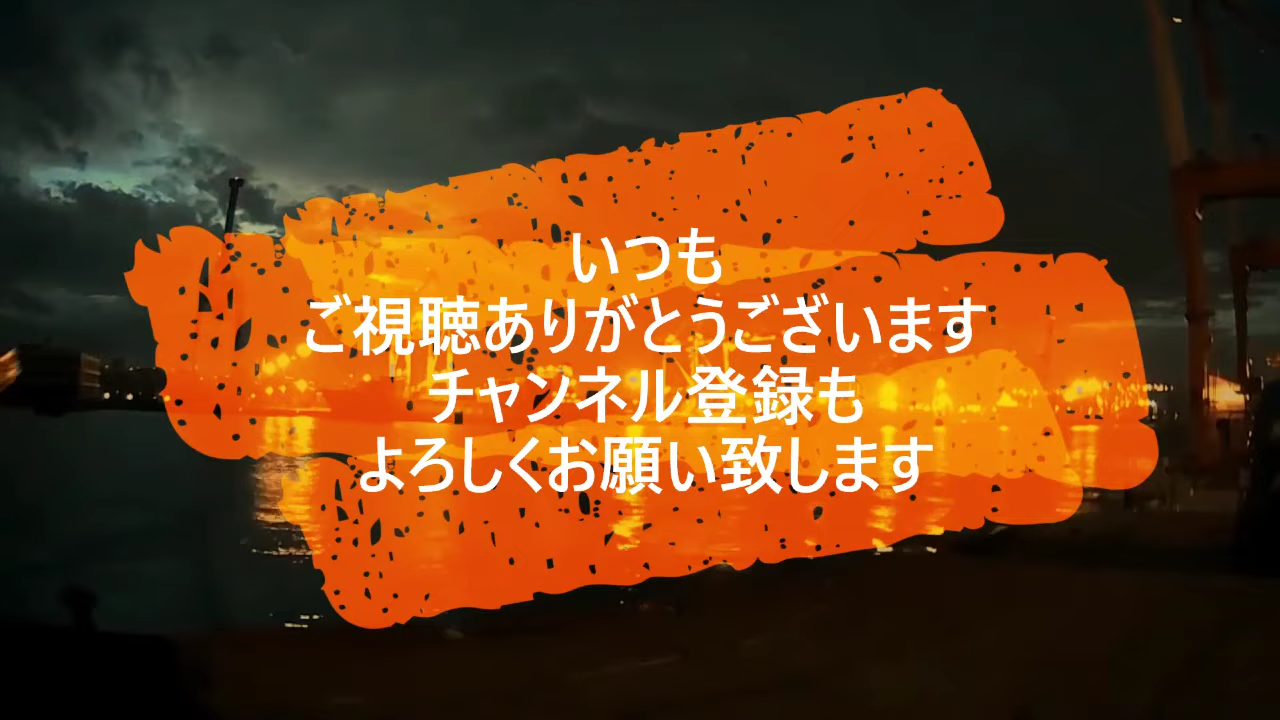 いつも
ご視聴ありがとうございます
チャンネル登録も
よろしくお願い致します